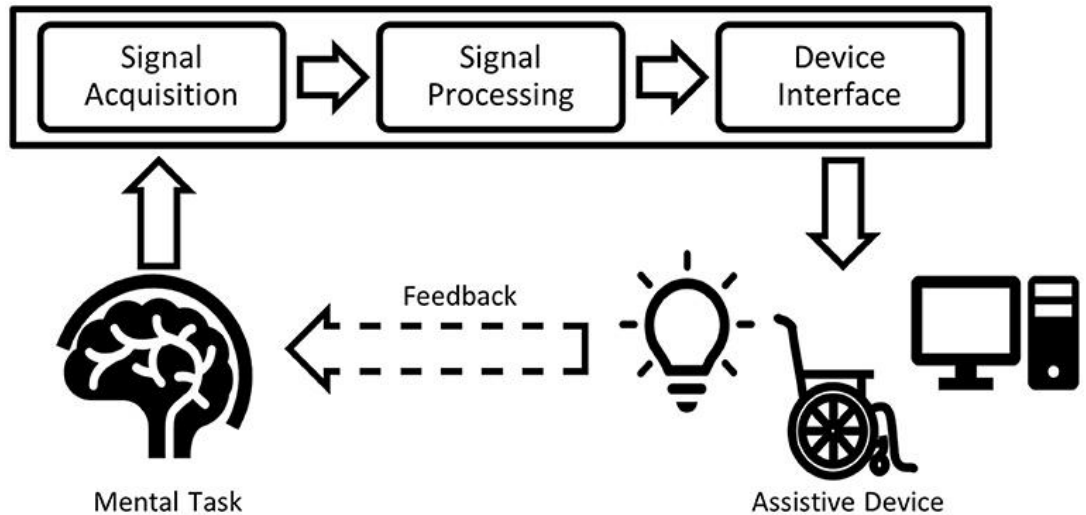 Signal
Acquisition
Signal
Processing
Device
Interface
Feedback
Mental Task
Assistive Device